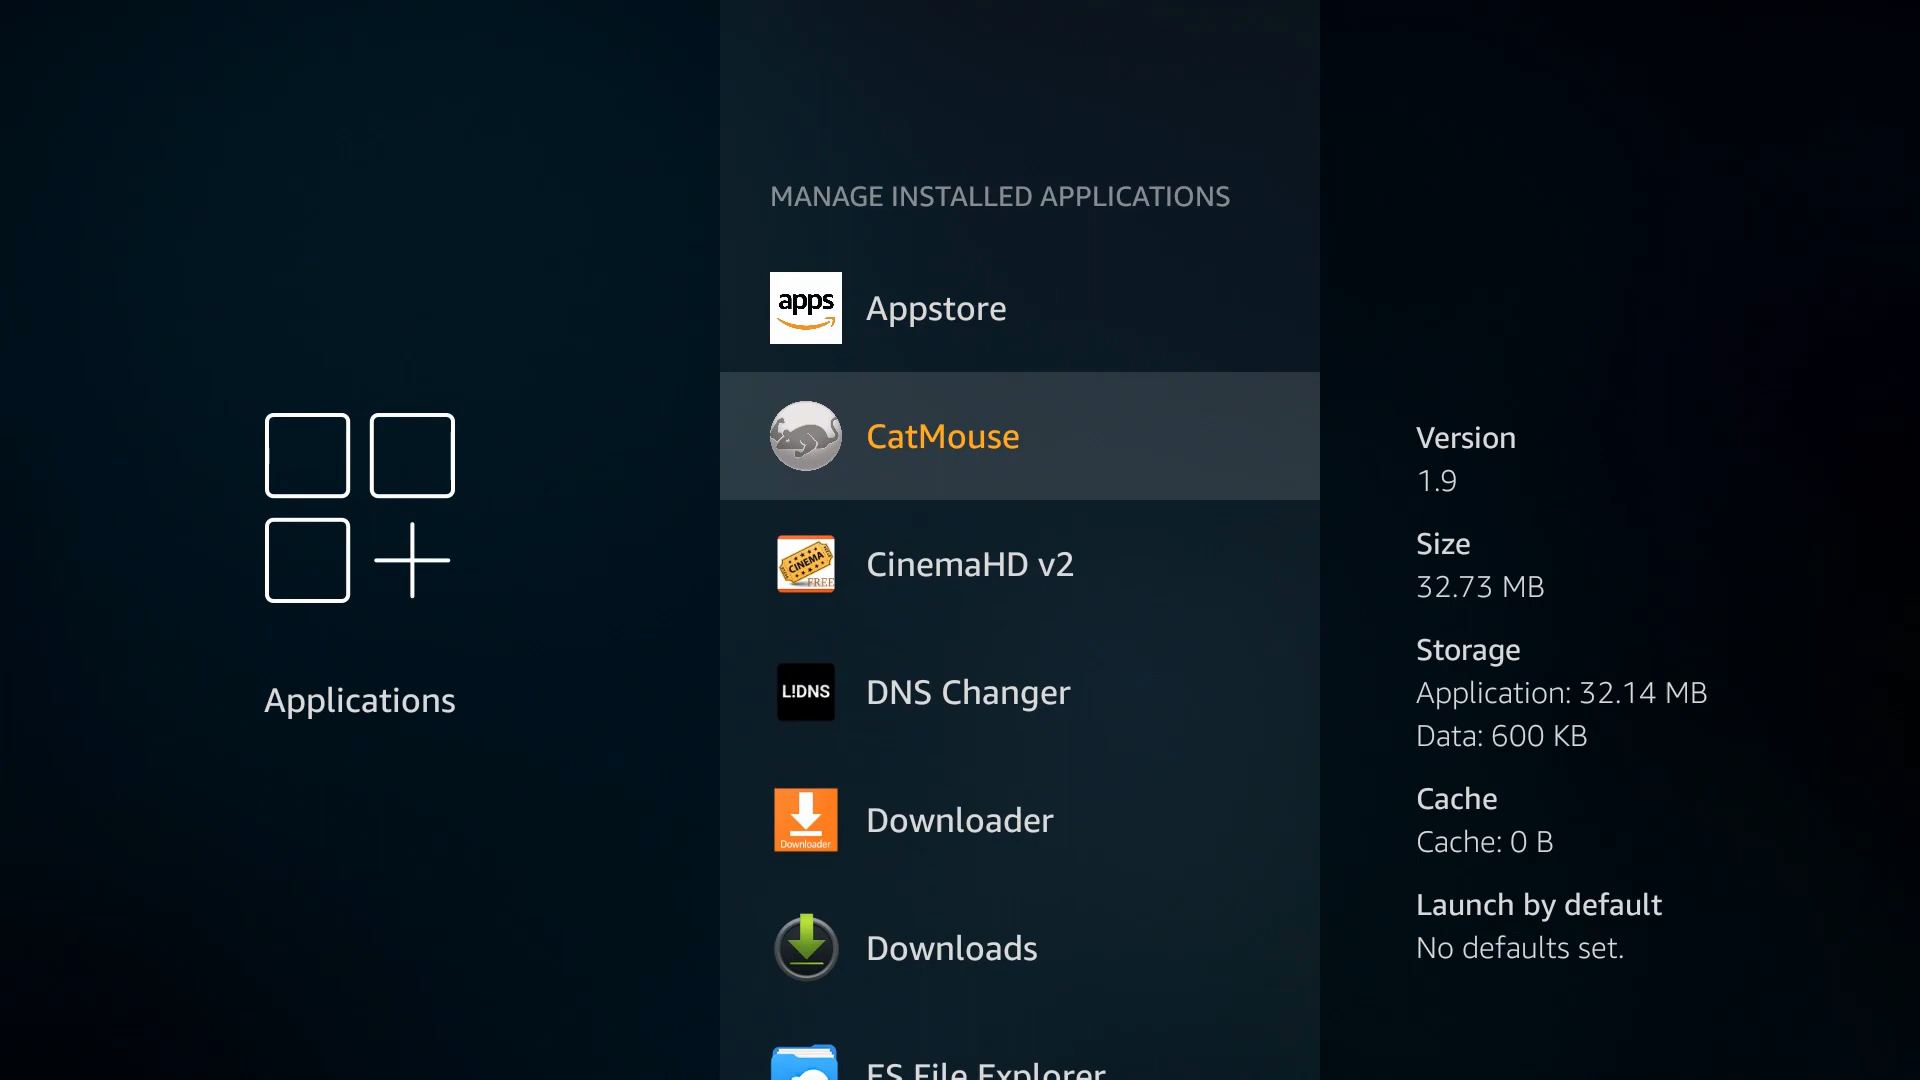 Applications
MANAGE INSTALLED APPLICATIONS
apps
Appstore
CatMouse
CINEMA
FREE
CinemaHD v2
L!DNS
DNS Changer
Downloader
Downloader
Downloads
ES File Explorer
Version
1.9
Size
32.73 MB
Storage
Application: 32.14 MB
Data: 600 KB
Cache
Cache: 0 B
Launch by default
No defaults set.